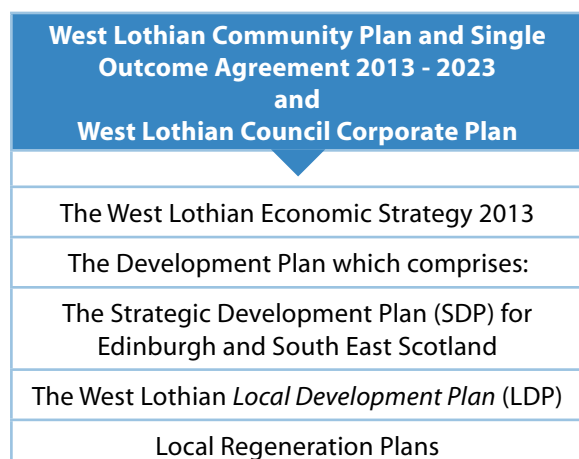 West Lothian Community Plan and Single
Outcome Agreement 2013 - 2023
and
West Lothian Council Corporate Plan
The West Lothian Economic Strategy 2013
The Development Plan which comprises:
The Strategic Development Plan (SDP) for
Edinburgh and South East Scotland
The West Lothian Local Development Plan (LDP)
Local Regeneration Plans